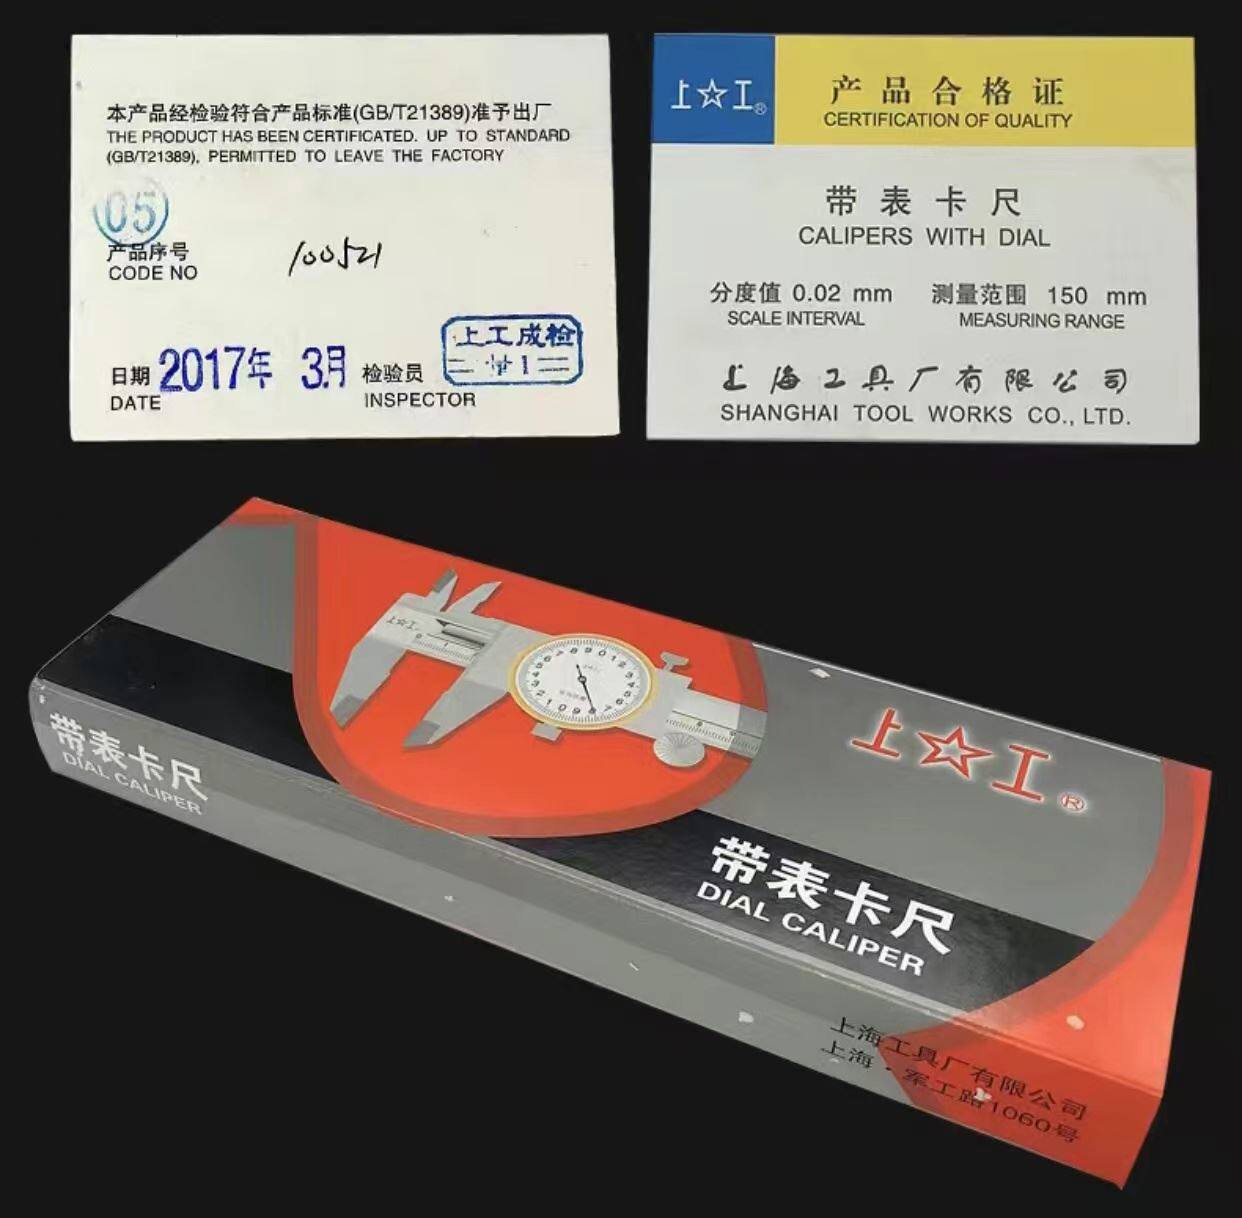 本产品经检验符合产品标准(GB/T21389)准予出厂
THE PRODUCT HAS BEEN CERTIFICATED. UP TO STANDARD
(GB/T21389), PERMITTED TO LEAVE THE FACTORY
05
产品序号
CODE NO
100521
日期 2017年 3月 检验员
DATE
INSPECTOR
上工成检
上☆工®
产品合格证
CERTIFICATION OF QUALITY
带表卡尺
CALIPERS WITH DIAL
分度值 0.02 mm 测量范围 150 mm
SCALE INTERVAL MEASURING RANGE
上海工具厂有限公司
SHANGHAI TOOL WORKS CO., LTD.
上☆工
上☆工®
带表卡尺
DIAL CALIPER
带表卡尺
DIAL CALIPER
上海工具厂有限公司
上海·军工路1060号